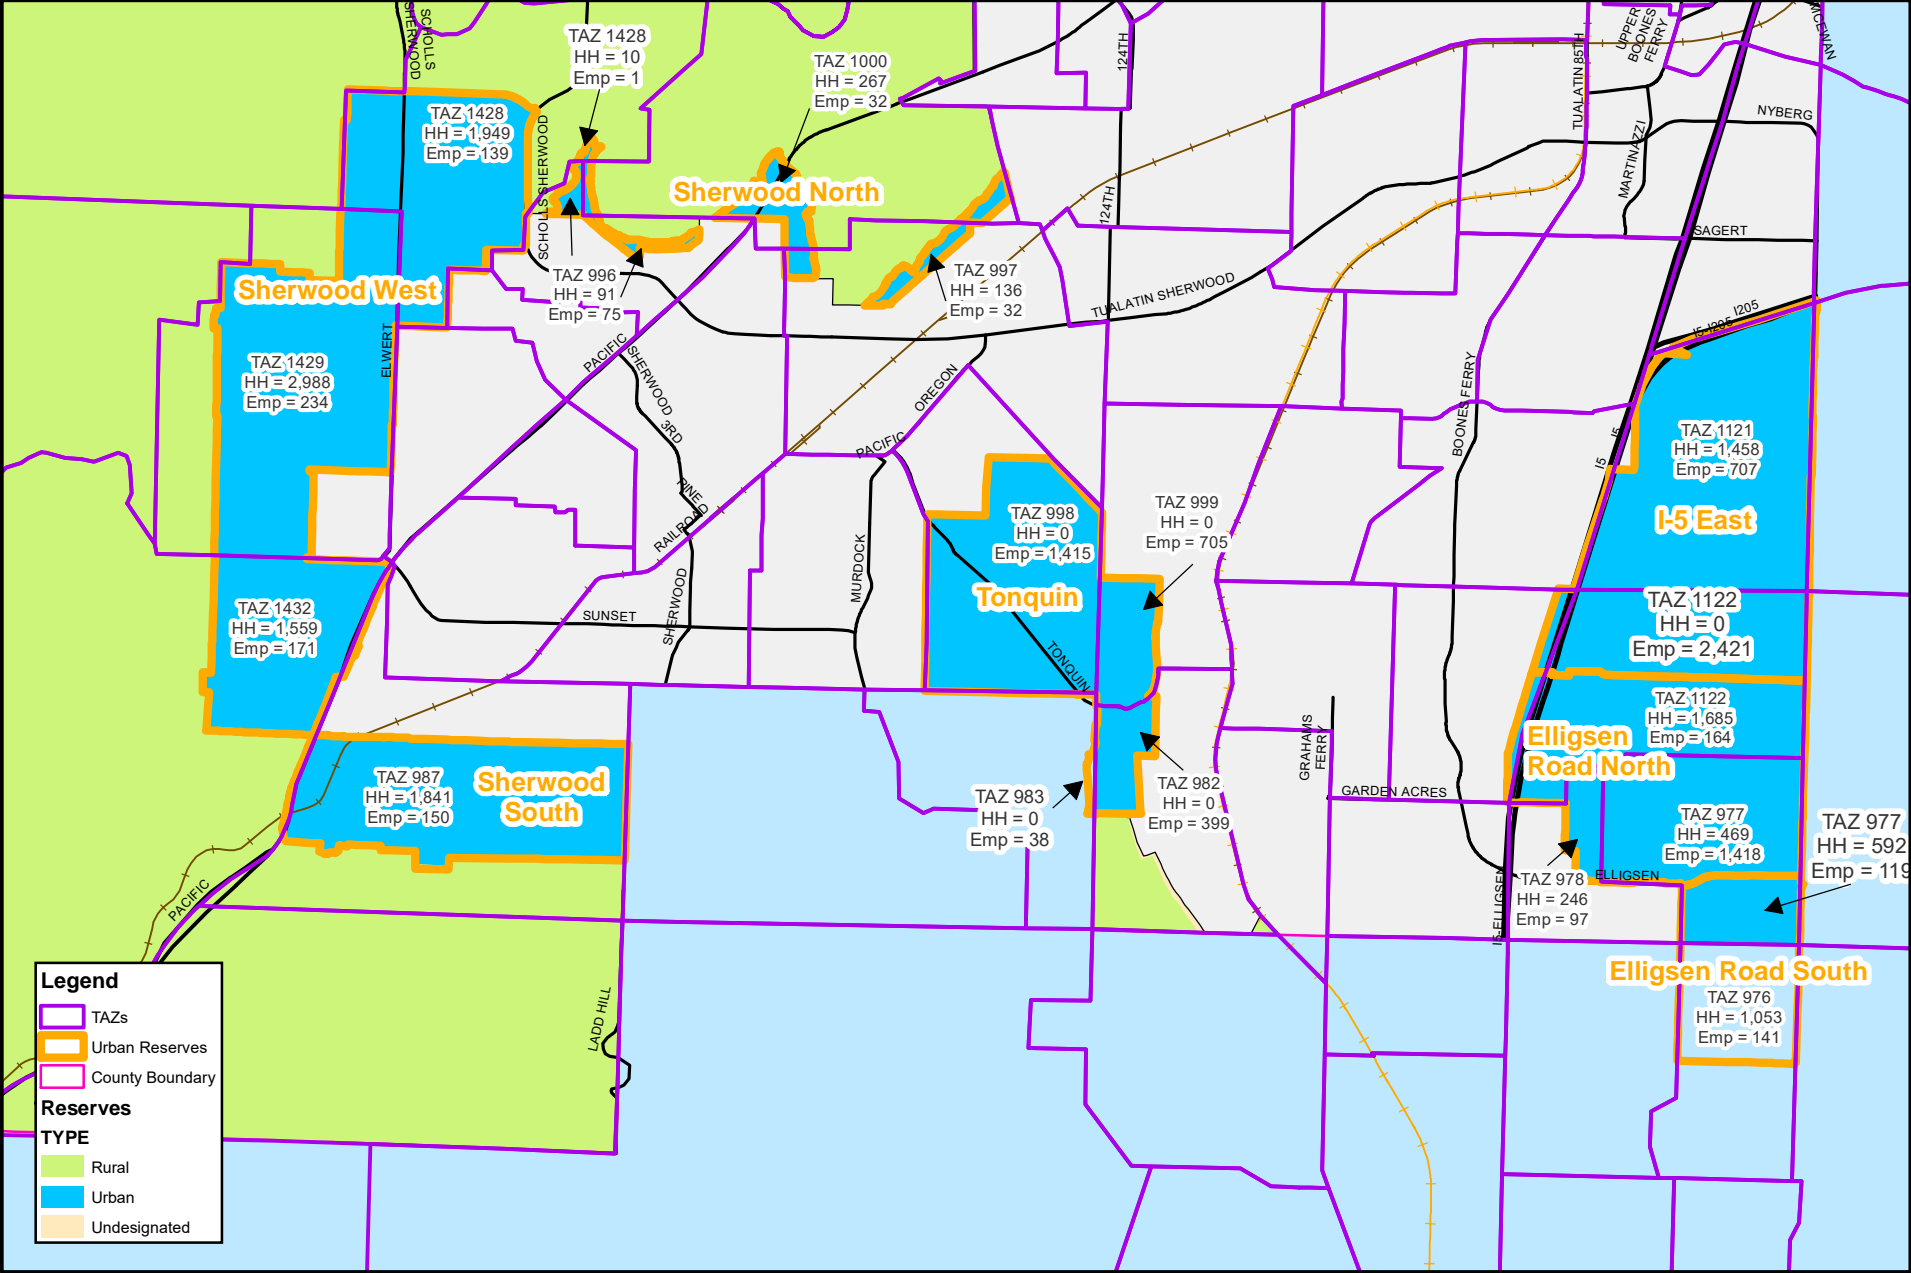 SHERWOOD
SCHOLLS
TAZ 1428
HH = 10
Emp = 1
TAZ 1000
HH = 267
Emp = 32
124TH
TUALATIN 85TH
UPPER
BOONES
FERRY
MCEWAN
TAZ 1428
HH = 1,949
Emp = 139
SCHOLLS SHERWOOD
NYBERG
MARTINAZZI
Sherwood North
124TH
SAGERT
Sherwood West
TAZ 996
HH = 91
Emp = 75
TAZ 997
HH = 136
Emp = 32
TUALATIN SHERWOOD
I5-I205
I205
ELWERT
PACIFIC
SHERWOOD
3RD
TAZ 1429
HH = 2,988
Emp = 234
OREGON
BOONES FERRY
PACIFIC
I5
I5
TAZ 1121
HH = 1,458
Emp = 707
I-5 East
PINE
RAILROAD
TAZ 998
HH = 0
Emp = 1,415
TAZ 999
HH = 0
Emp = 705
MURDOCK
Tonquin
TAZ 1122
HH = 0
Emp = 2,421
TAZ 1432
HH = 1,559
Emp = 171
SUNSET
SHERWOOD
TONQUIN
TAZ 1122
HH = 1,685
Emp = 164
GRAHAMS
FERRY
Elligsen
Road North
TAZ 987
HH = 1,841
Emp = 150
Sherwood
South
TAZ 983
HH = 0
Emp = 38
TAZ 982
HH = 0
Emp = 399
GARDEN ACRES
TAZ 977
HH = 469
Emp = 1,418
TAZ 977
HH = 592
Emp = 119
ELLIGSEN
TAZ 978
HH = 246
Emp = 97
I5-ELLIGSEN
PACIFIC
Elligsen Road South
TAZ 976
HH = 1,053
Emp = 141
LADD HILL
Legend
TAZs
Urban Reserves
County Boundary
Reserves
TYPE
Rural
Urban
Undesignated